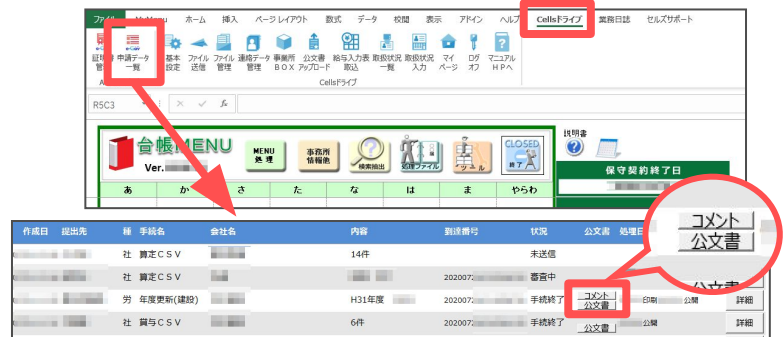 ファイル MyMenu ホーム 挿入 ページ レイアウト 数式 データ 校閲 表示 アドイン ヘルプ Cellsドライブ 業務日誌 セルズサポート
申請データ 一覧
基本 設定
ファイル 送信
ファイル 管理
連絡データ 管理
事業所 BOX
公文書 アップロード
給与入力表 取込
取扱状況 一覧
取扱状況 入力
マイ ページ
ログ オフ
マニュアル HPへ
Cellsドライブ
R5C3
fx
台帳MENU
Ver.
MENU 処理
事務所 情報他
検索抽出
処理ファイル
ツール
CLOSED
終了
説明書
保守契約終了日
あ か さ た な は ま やらわ
作成日 提出先 種 手続名 会社名 内容 到達番号 状況 公文書 処理日
社 算定CSV 14件 未送信
社 算定CSV 2020072 審査中
労 年度更新(建設) H31年度 2020072 手続終了 コメント 公文書 印刷 公開 詳細
社 賞与CSV 6件 2020072 手続終了 公文書 公開 詳細
コメント
公文書